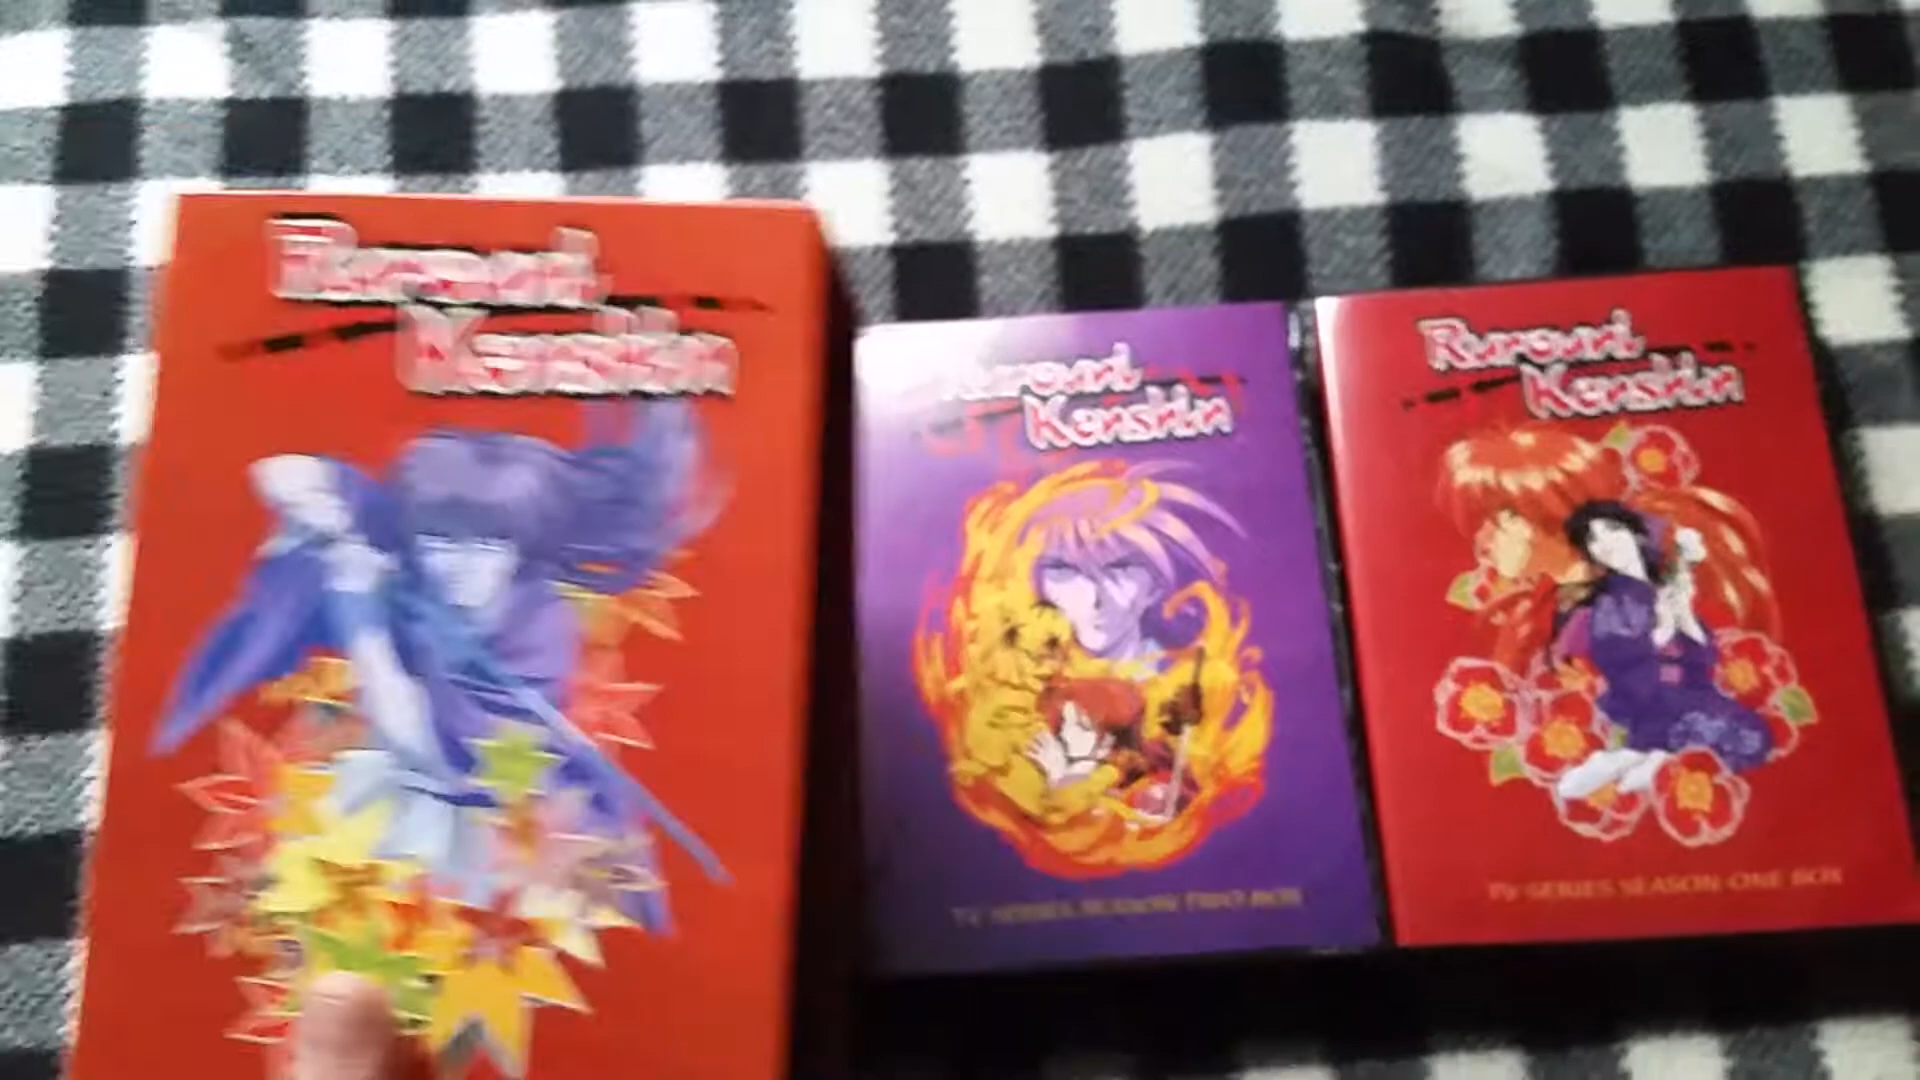 Rurouni
Kenshin
Rurouni
Kenshin
TV SERIES SEASON TWO BOX
Rurouni
Kenshin
TV SERIES SEASON ONE BOX